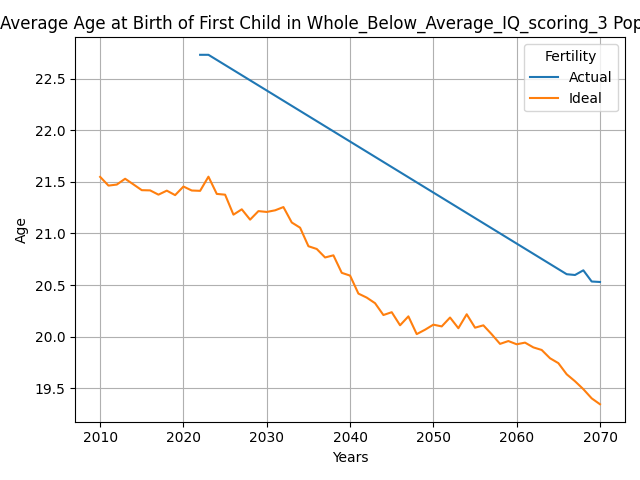 Average Age at Birth of First Child in Whole_Below_Average_IQ_scoring_3 Pop
Fertility
Actual
Ideal
22.5
22.0
21.5
21.0
20.5
20.0
19.5
Age
2010 2020 2030 2040 2050 2060 2070
Years